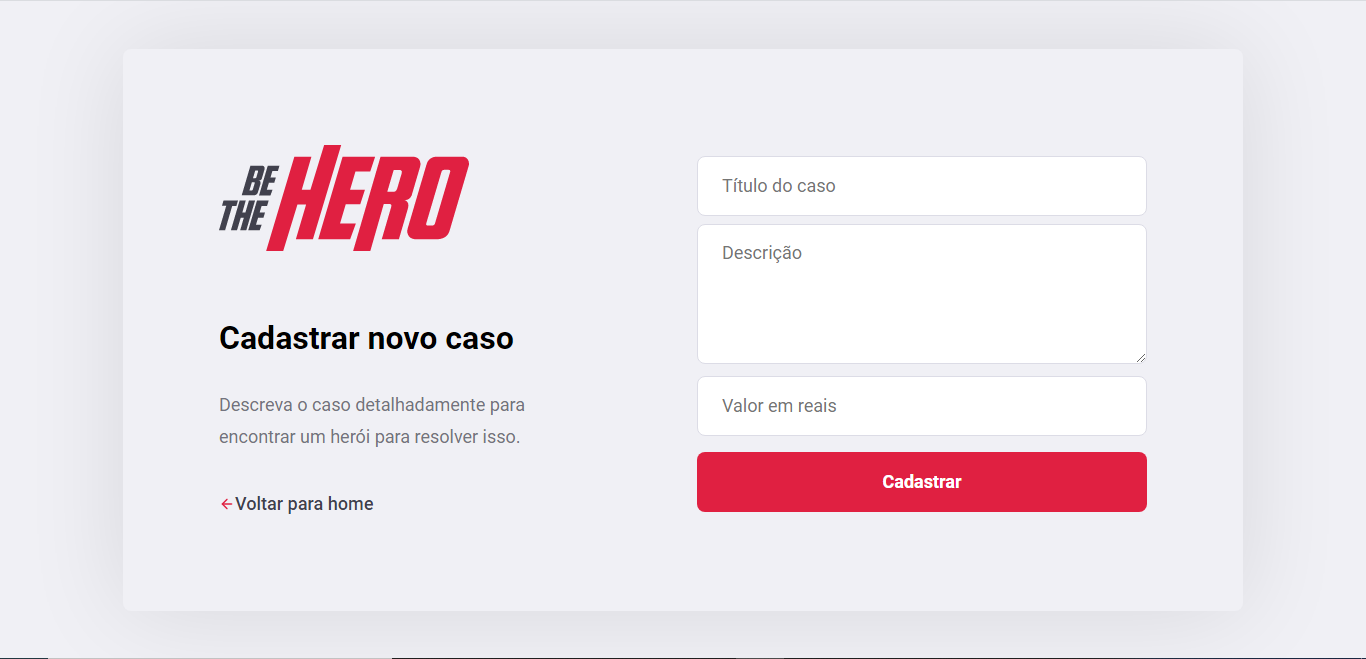 BE
THE
HERO
Cadastrar novo caso
Descreva o caso detalhadamente para
encontrar um herói para resolver isso.
Voltar para home
Título do caso
Descrição
Valor em reais
Cadastrar